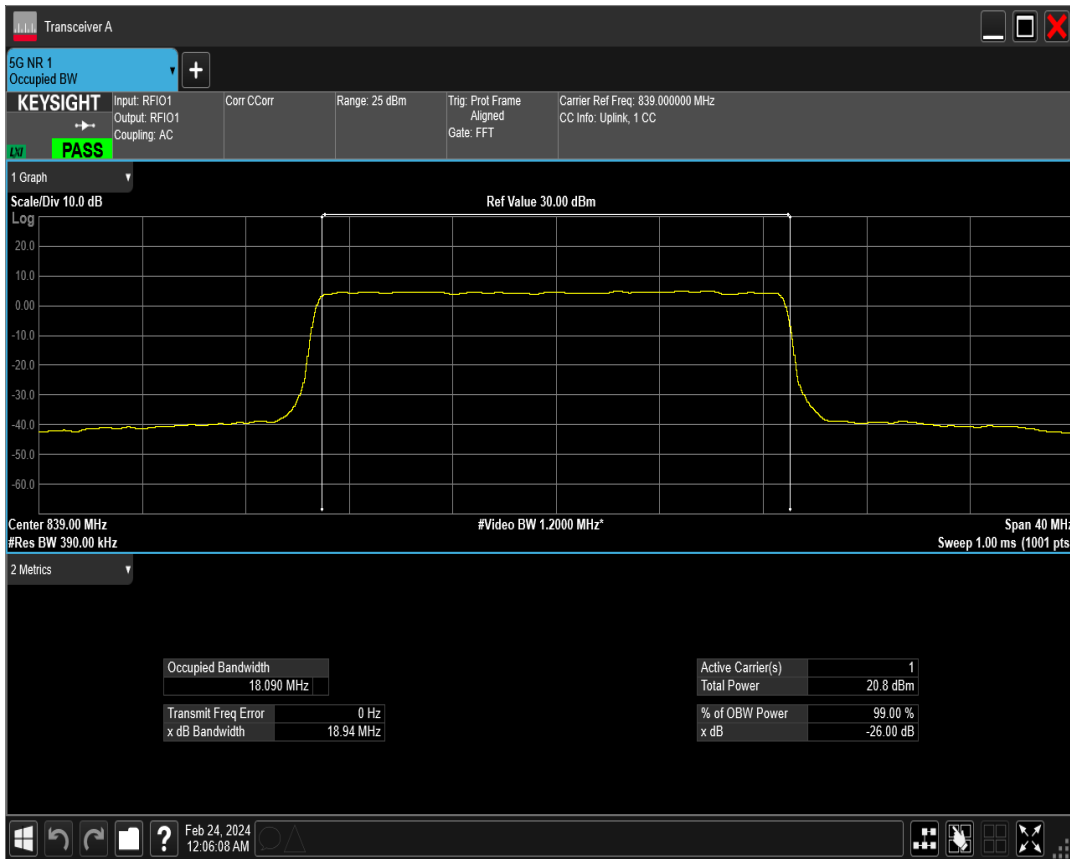 Transceiver A
5G NR 1
Occupied BW
+
KEYSIGHT
LXI
PASS
Input: RFIO1
Output: RFIO1
Coupling: AC
Corr CCorr
Range: 25 dBm
Trig: Prot Frame
Aligned
Gate: FFT
Carrier Ref Freq: 839.000000 MHz
CC Info: Uplink, 1 CC
1 Graph
Scale/Div 10.0 dB
Ref Value 30.00 dBm
Log
20.0
10.0
0.00
-10.0
-20.0
-30.0
-40.0
-50.0
-60.0
Center 839.00 MHz
#Video BW 1.2000 MHz*
Span 40 MHz
#Res BW 390.00 kHz
Sweep 1.00 ms (1001 pts
2 Metrics
Occupied Bandwidth
18.090 MHz
Active Carrier(s) 1
Total Power 20.8 dBm
Transmit Freq Error 0 Hz
x dB Bandwidth 18.94 MHz
% of OBW Power 99.00 %
x dB -26.00 dB
?
Feb 24, 2024
12:06:08 AM